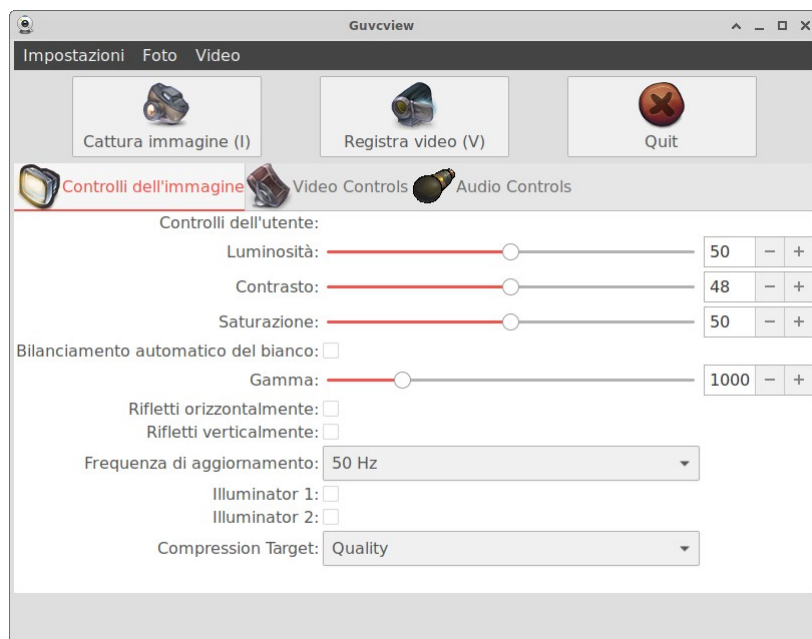 Guvcview
Impostazioni Foto Video
Cattura immagine (I) Registra video (V) Quit
Controlli dell'immagine Video Controls Audio Controls
Controlli dell'utente:
Luminosità: 50 − +
Contrasto: 48 − +
Saturazione: 50 − +
Bilanciamento automatico del bianco:
Gamma: 1000 − +
Rifletti orizzontalmente:
Rifletti verticalmente:
Frequenza di aggiornamento: 50 Hz
Illuminator 1:
Illuminator 2:
Compression Target: Quality